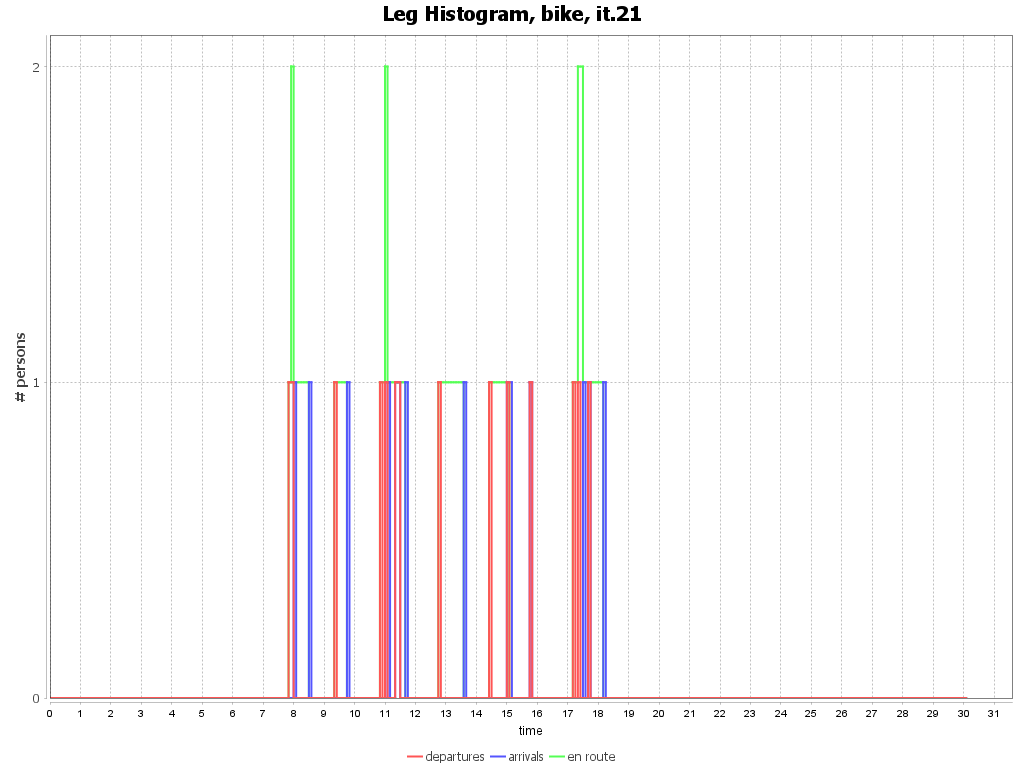 Leg Histogram, bike, it.21
# persons
2
1
0
0 1 2 3 4 5 6 7 8 9 10 11 12 13 14 15 16 17 18 19 20 21 22 23 24 25 26 27 28 29 30 31
time
departures arrivals en route